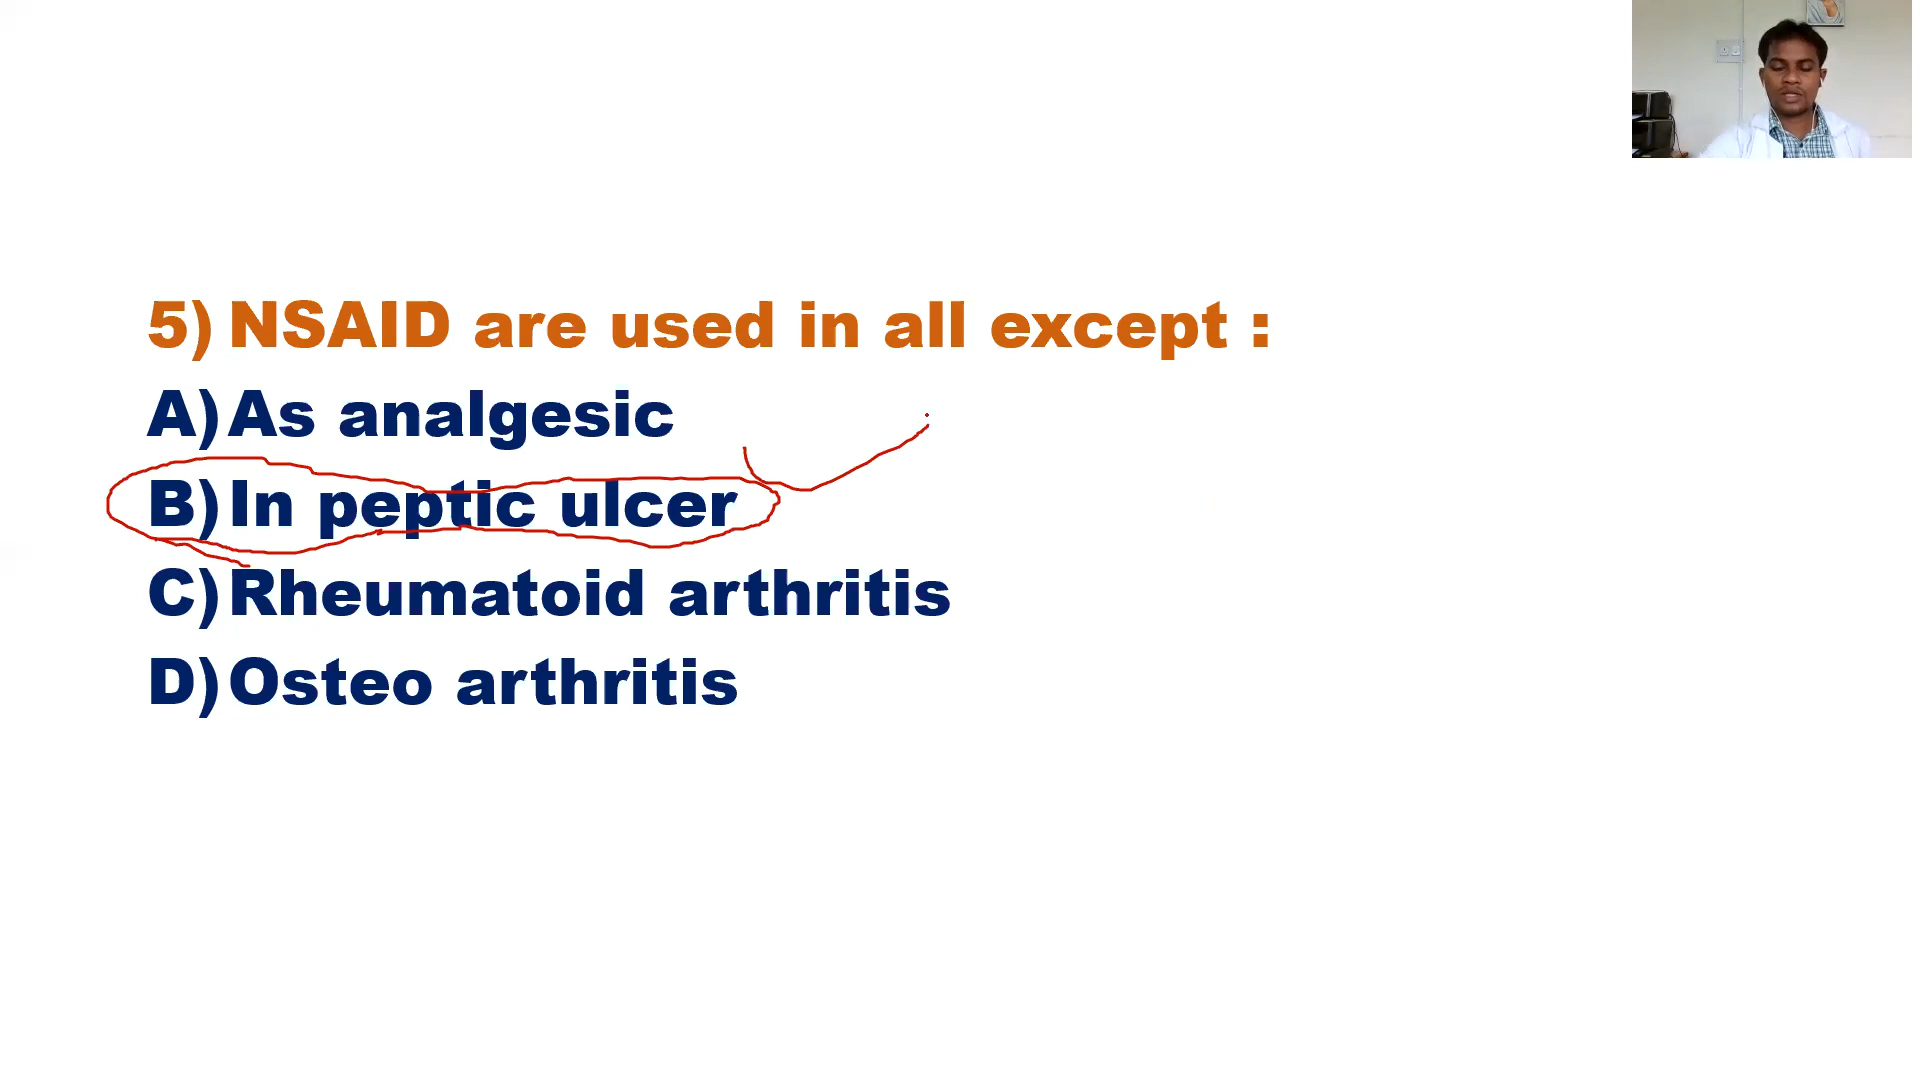 5) NSAID are used in all except :
A) As analgesic
B) In peptic ulcer
C) Rheumatoid arthritis
D) Osteo arthritis